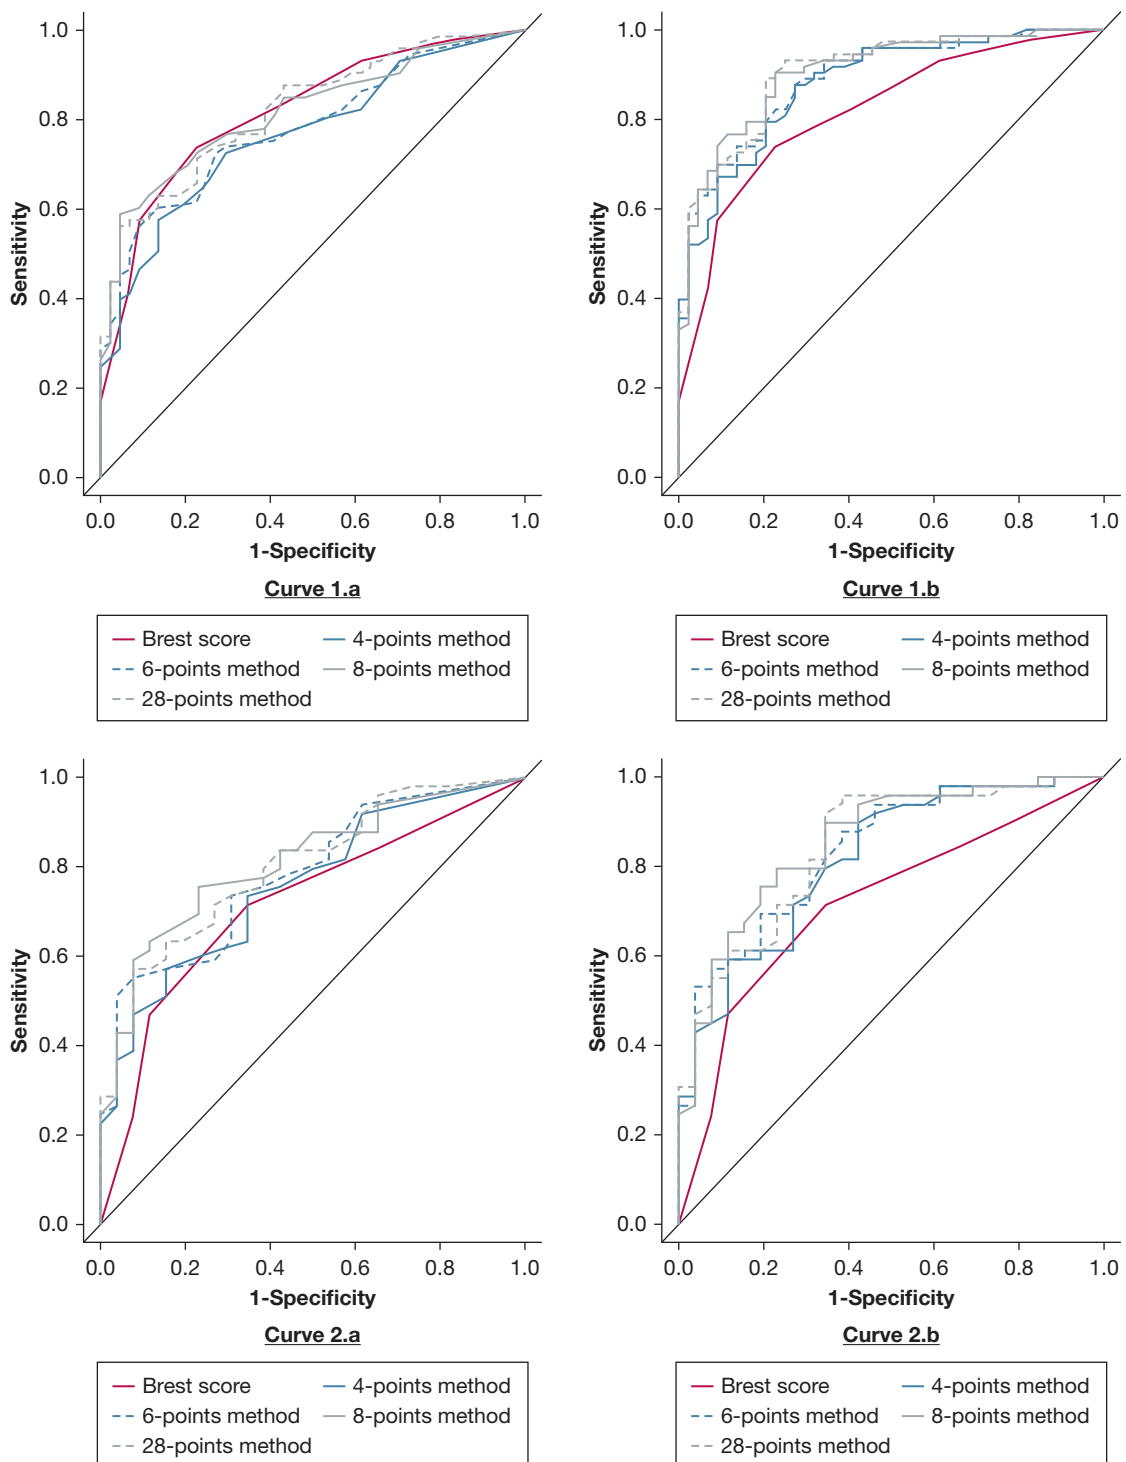 1.0
0.8
0.6
0.4
0.2
0.0
Sensitivity
0.0 0.2 0.4 0.6 0.8 1.0
1-Specificity
Curve 1.a
Brest score 4-points method
6-points method 8-points method
28-points method
1.0
0.8
0.6
0.4
0.2
0.0
Sensitivity
0.0 0.2 0.4 0.6 0.8 1.0
1-Specificity
Curve 1.b
Brest score 4-points method
6-points method 8-points method
28-points method
1.0
0.8
0.6
0.4
0.2
0.0
Sensitivity
0.0 0.2 0.4 0.6 0.8 1.0
1-Specificity
Curve 2.a
Brest score 4-points method
6-points method 8-points method
28-points method
1.0
0.8
0.6
0.4
0.2
0.0
Sensitivity
0.0 0.2 0.4 0.6 0.8 1.0
1-Specificity
Curve 2.b
Brest score 4-points method
6-points method 8-points method
28-points method